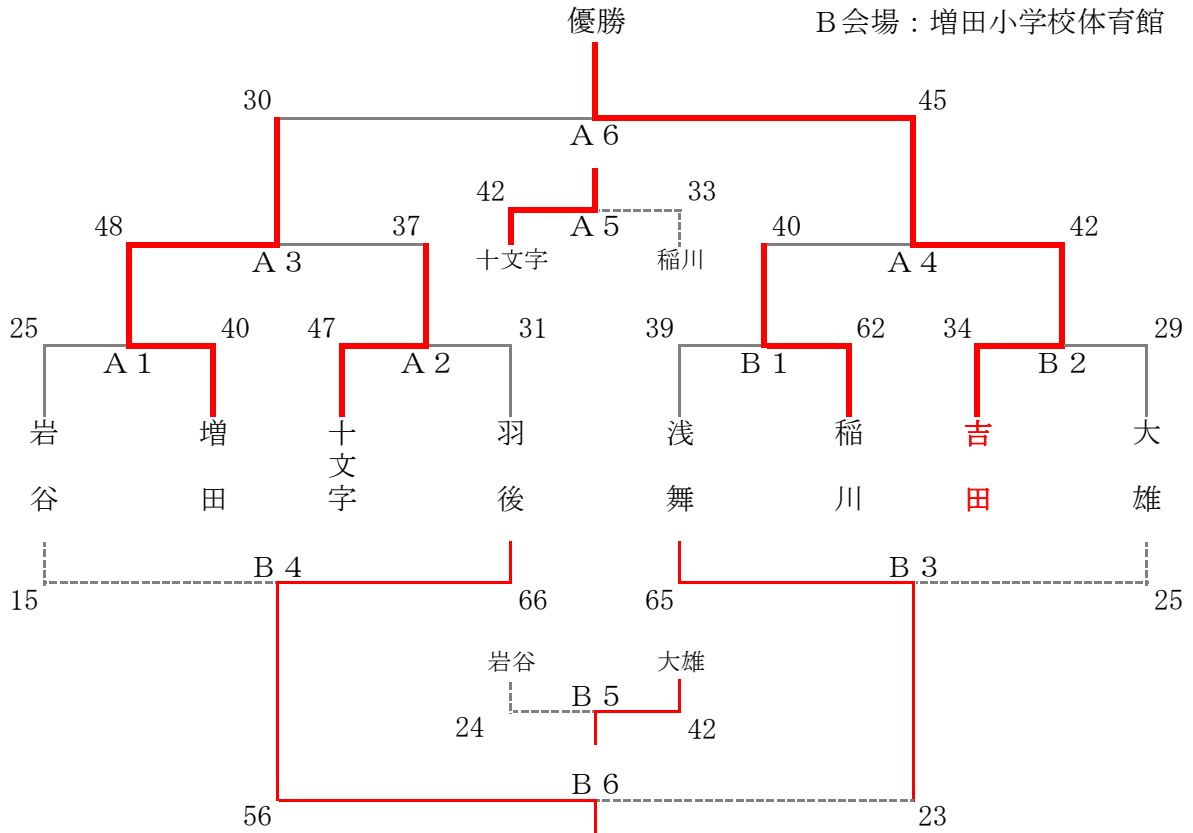 優勝
B会場：増田小学校体育館
30
45
A6
42
33
A5
十文字
稲川
48
37
A3
40
42
A4
25
40
A1
47
31
A2
39
62
B1
34
29
B2
岩谷
増田
十文字
羽後
浅舞
稲川
吉田
大雄
B4
15
66
B3
65
25
岩谷
大雄
B5
24
42
B6
56
23